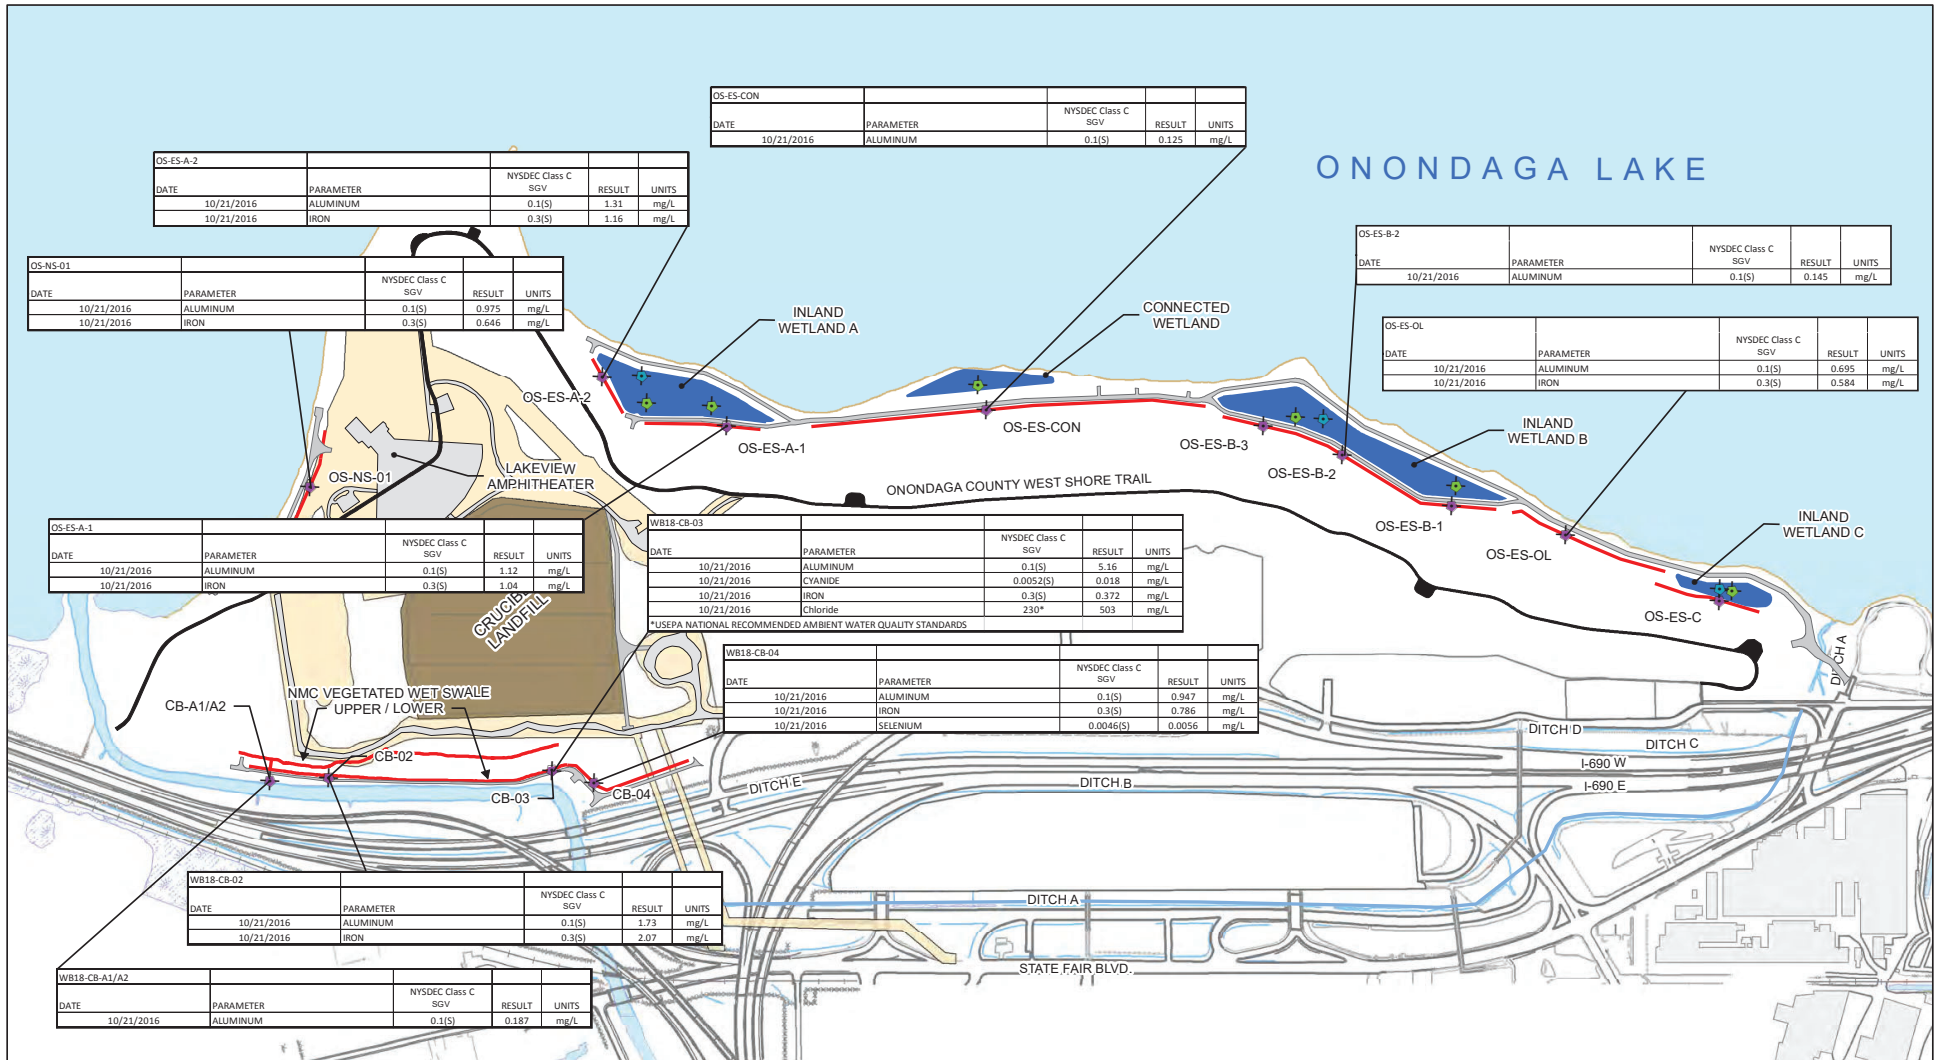 OS-ES-CON
DATE PARAMETER NYSDEC Class C SGV RESULT UNITS
10/21/2016 ALUMINUM 0.1(S) 0.125 mg/L
ONONDAGA LAKE
OS-ES-A-2
DATE PARAMETER NYSDEC Class C SGV RESULT UNITS
10/21/2016 ALUMINUM 0.1(S) 1.31 mg/L
10/21/2016 IRON 0.3(S) 1.16 mg/L
OS-ES-B-2
DATE PARAMETER NYSDEC Class C SGV RESULT UNITS
10/21/2016 ALUMINUM 0.1(S) 0.145 mg/L
OS-NS-01
DATE PARAMETER NYSDEC Class C SGV RESULT UNITS
10/21/2016 ALUMINUM 0.1(S) 0.975 mg/L
10/21/2016 IRON 0.3(S) 0.646 mg/L
OS-ES-OL
DATE PARAMETER NYSDEC Class C SGV RESULT UNITS
10/21/2016 ALUMINUM 0.1(S) 0.695 mg/L
10/21/2016 IRON 0.3(S) 0.584 mg/L
INLAND
WETLAND A
CONNECTED
WETLAND
OS-ES-A-2
OS-ES-A-1
OS-ES-CON
OS-ES-B-3
OS-ES-B-2
INLAND
WETLAND B
OS-NS-01
LAKEVIEW
AMPHITHEATER
ONONDAGA COUNTY WEST SHORE TRAIL
OS-ES-B-1
OS-ES-OL
INLAND
WETLAND C
OS-ES-C
DITCH A
OS-ES-A-1
DATE PARAMETER NYSDEC Class C SGV RESULT UNITS
10/21/2016 ALUMINUM 0.1(S) 1.12 mg/L
10/21/2016 IRON 0.3(S) 1.04 mg/L
WB18-CB-03
DATE PARAMETER NYSDEC Class C SGV RESULT UNITS
10/21/2016 ALUMINUM 0.1(S) 5.16 mg/L
10/21/2016 CYANIDE 0.0052(S) 0.018 mg/L
10/21/2016 IRON 0.3(S) 0.372 mg/L
10/21/2016 Chloride 230* 503 mg/L
*USEPA NATIONAL RECOMMENDED AMBIENT WATER QUALITY STANDARDS
LANDFILL
WB18-CB-04
DATE PARAMETER NYSDEC Class C SGV RESULT UNITS
10/21/2016 ALUMINUM 0.1(S) 0.947 mg/L
10/21/2016 IRON 0.3(S) 0.786 mg/L
10/21/2016 SELENIUM 0.0046(S) 0.0056 mg/L
NMC VEGETATED WET SWALE
UPPER / LOWER
CB-A1/A2
CB-02
CB-03
CB-04
DITCH E
DITCH B
DITCH D
DITCH C
I-690 W
I-690 E
DITCH A
STATE FAIR BLVD.
WB18-CB-02
DATE PARAMETER NYSDEC Class C SGV RESULT UNITS
10/21/2016 ALUMINUM 0.1(S) 1.73 mg/L
10/21/2016 IRON 0.3(S) 2.07 mg/L
WB18-CB-A1/A2
DATE PARAMETER NYSDEC Class C SGV RESULT UNITS
10/21/2016 ALUMINUM 0.1(S) 0.187 mg/L